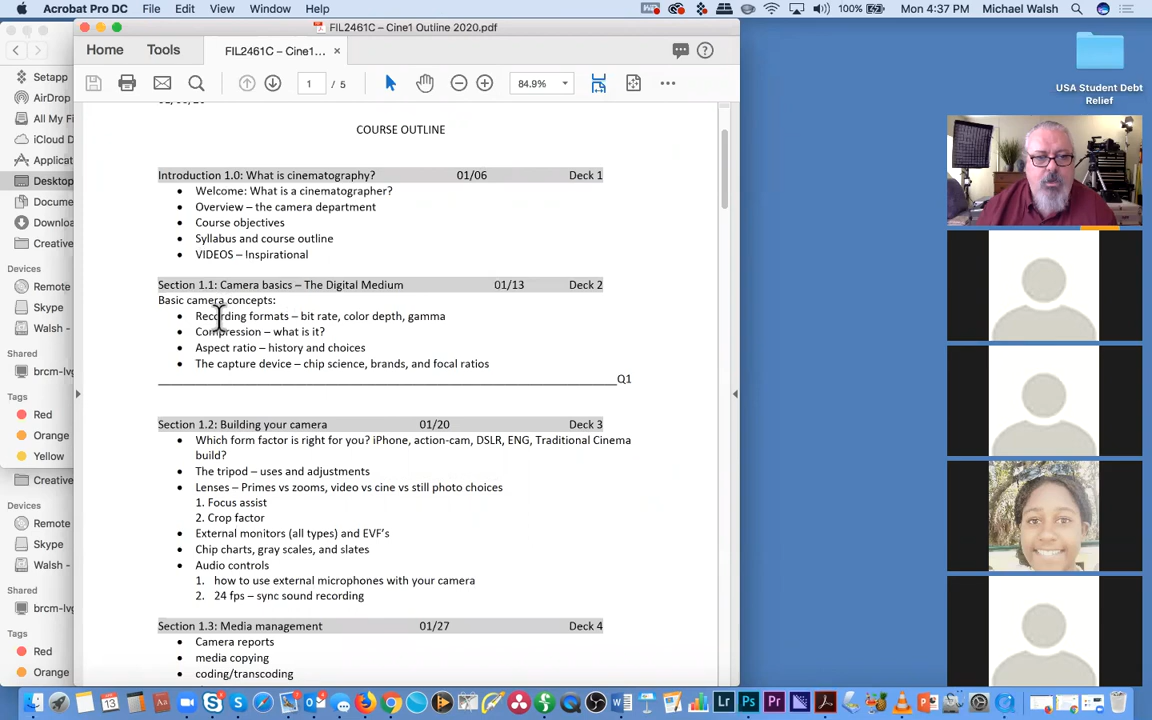 Acrobat Pro DC File Edit View Window Help 100% Mon 4:37 PM Michael Walsh
FIL2461C – Cine1 Outline 2020.pdf
Home Tools FIL2461C – Cine1... ×
1 / 5 84.9%
Setapp
AirDrop
All My Fi
iCloud D
Applicat
Desktop
Docume
Downloa
Creative
Devices
Remote
Skype
Walsh -
Shared
brcm-lvg
Tags
Red
Orange
Yellow
Creative
Devices
Remote
Skype
Walsh -
Shared
brcm-lvg
Tags
Red
Orange
COURSE OUTLINE
Introduction 1.0: What is cinematography? 01/06 Deck 1
• Welcome: What is a cinematographer?
• Overview – the camera department
• Course objectives
• Syllabus and course outline
• VIDEOS – Inspirational
Section 1.1: Camera basics – The Digital Medium 01/13 Deck 2
Basic camera concepts:
• Recording formats – bit rate, color depth, gamma
• Compression – what is it?
• Aspect ratio – history and choices
• The capture device – chip science, brands, and focal ratios
Q1
Section 1.2: Building your camera 01/20 Deck 3
• Which form factor is right for you? iPhone, action-cam, DSLR, ENG, Traditional Cinema
build?
• The tripod – uses and adjustments
• Lenses – Primes vs zooms, video vs cine vs still photo choices
1. Focus assist
2. Crop factor
• External monitors (all types) and EVF's
• Chip charts, gray scales, and slates
• Audio controls
1. how to use external microphones with your camera
2. 24 fps – sync sound recording
Section 1.3: Media management 01/27 Deck 4
• Camera reports
• media copying
• coding/transcoding
USA Student Debt
Relief